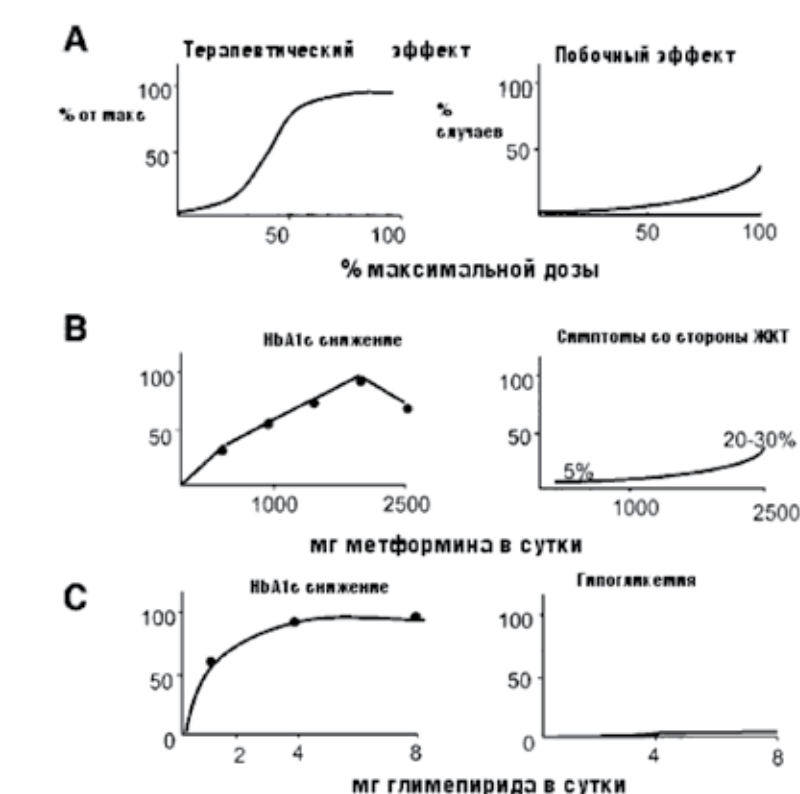 A
Терапевтический эффект
Побочный эффект
% от макс
100
50
50
100
%
случаев
100
50
50
100
% максимальной дозы
B
HbA1c снижение
Симптомы со стороны ЖКТ
100
50
1000
2500
100
50
5%
20-30%
1000
2500
мг метформина в сутки
C
HbA1c снижение
Гипогликемия
100
50
0
2
4
8
100
50
0
4
8
мг глимепирида в сутки